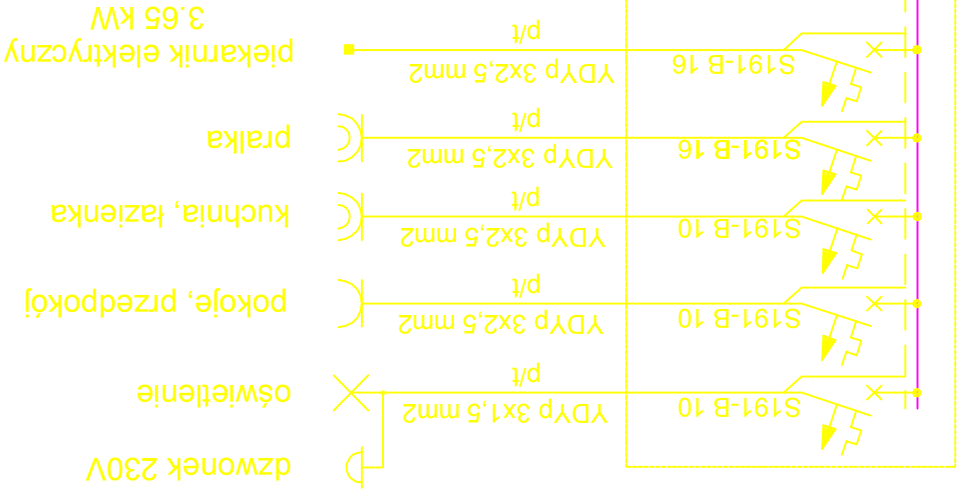 dzwonek 230V
S191-B 10
YDYp 3x1,5 mm2
p/t
oświetlenie
S191-B 10
YDYp 3x2,5 mm2
p/t
pokoje, przedpokój
S191-B 10
YDYp 3x2,5 mm2
p/t
kuchnia, łazienka
S191-B 16
YDYp 3x2,5 mm2
p/t
pralka
S191-B 16
YDYp 3x2,5 mm2
p/t
piekarnik elektryczny
3.65 kW